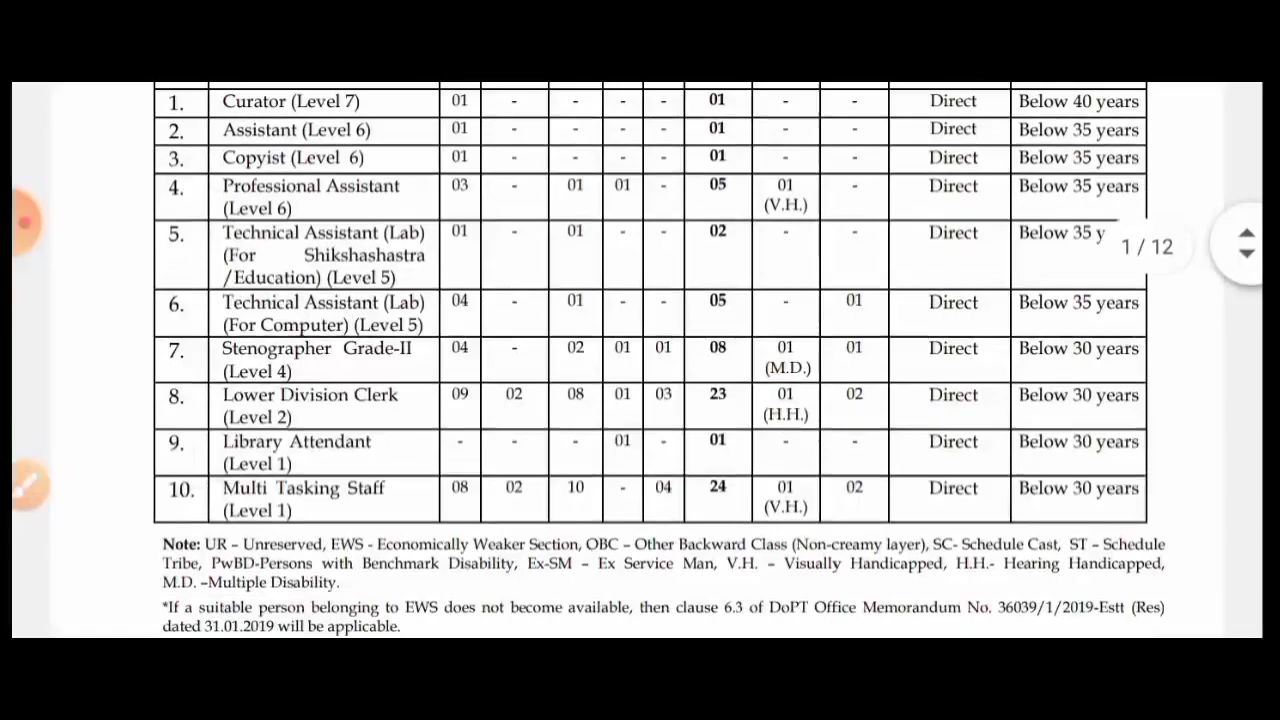 1. Curator (Level 7) 01 - - - - 01 - - Direct Below 40 years
2. Assistant (Level 6) 01 - - - - 01 - - Direct Below 35 years
3. Copyist (Level 6) 01 - - - - 01 - - Direct Below 35 years
4. Professional Assistant 03 - 01 01 - 05 01 - Direct Below 35 years
(Level 6) (V.H.)
5. Technical Assistant (Lab) 01 - 01 - - 02 - - Direct Below 35 y
1 / 12
(For Shikshashastra
/Education) (Level 5)
6. Technical Assistant (Lab) 04 - 01 - - 05 - 01 Direct Below 35 years
(For Computer) (Level 5)
7. Stenographer Grade-II 04 - 02 01 01 08 01 01 Direct Below 30 years
(Level 4) (M.D.)
8. Lower Division Clerk 09 02 08 01 03 23 01 02 Direct Below 30 years
(Level 2) (H.H.)
9. Library Attendant - - - 01 - 01 - - Direct Below 30 years
(Level 1)
10. Multi Tasking Staff 08 02 10 - 04 24 01 02 Direct Below 30 years
(Level 1) (V.H.)
Note: UR – Unreserved, EWS - Economically Weaker Section, OBC – Other Backward Class (Non-creamy layer), SC- Schedule Cast, ST – Schedule
Tribe, PwBD-Persons with Benchmark Disability, Ex-SM – Ex Service Man, V.H. – Visually Handicapped, H.H.- Hearing Handicapped,
M.D. –Multiple Disability.
*If a suitable person belonging to EWS does not become available, then clause 6.3 of DoPT Office Memorandum No. 36039/1/2019-Estt (Res)
dated 31.01.2019 will be applicable.